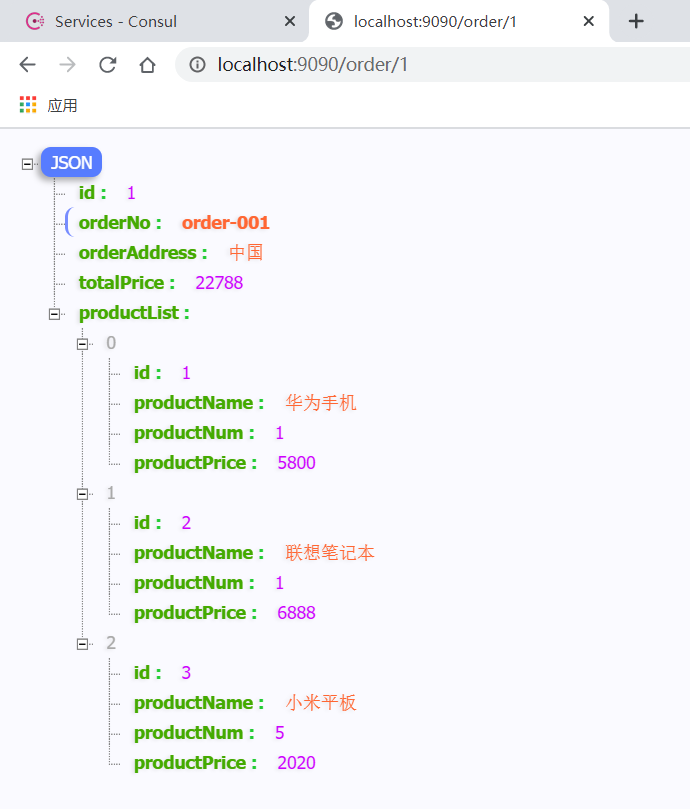 Services - Consul
localhost:9090/order/1
localhost:9090/order/1
应用
JSON
id : 1
orderNo : order-001
orderAddress : 中国
totalPrice : 22788
productList :
0
id : 1
productName : 华为手机
productNum : 1
productPrice : 5800
1
id : 2
productName : 联想笔记本
productNum : 1
productPrice : 6888
2
id : 3
productName : 小米平板
productNum : 5
productPrice : 2020